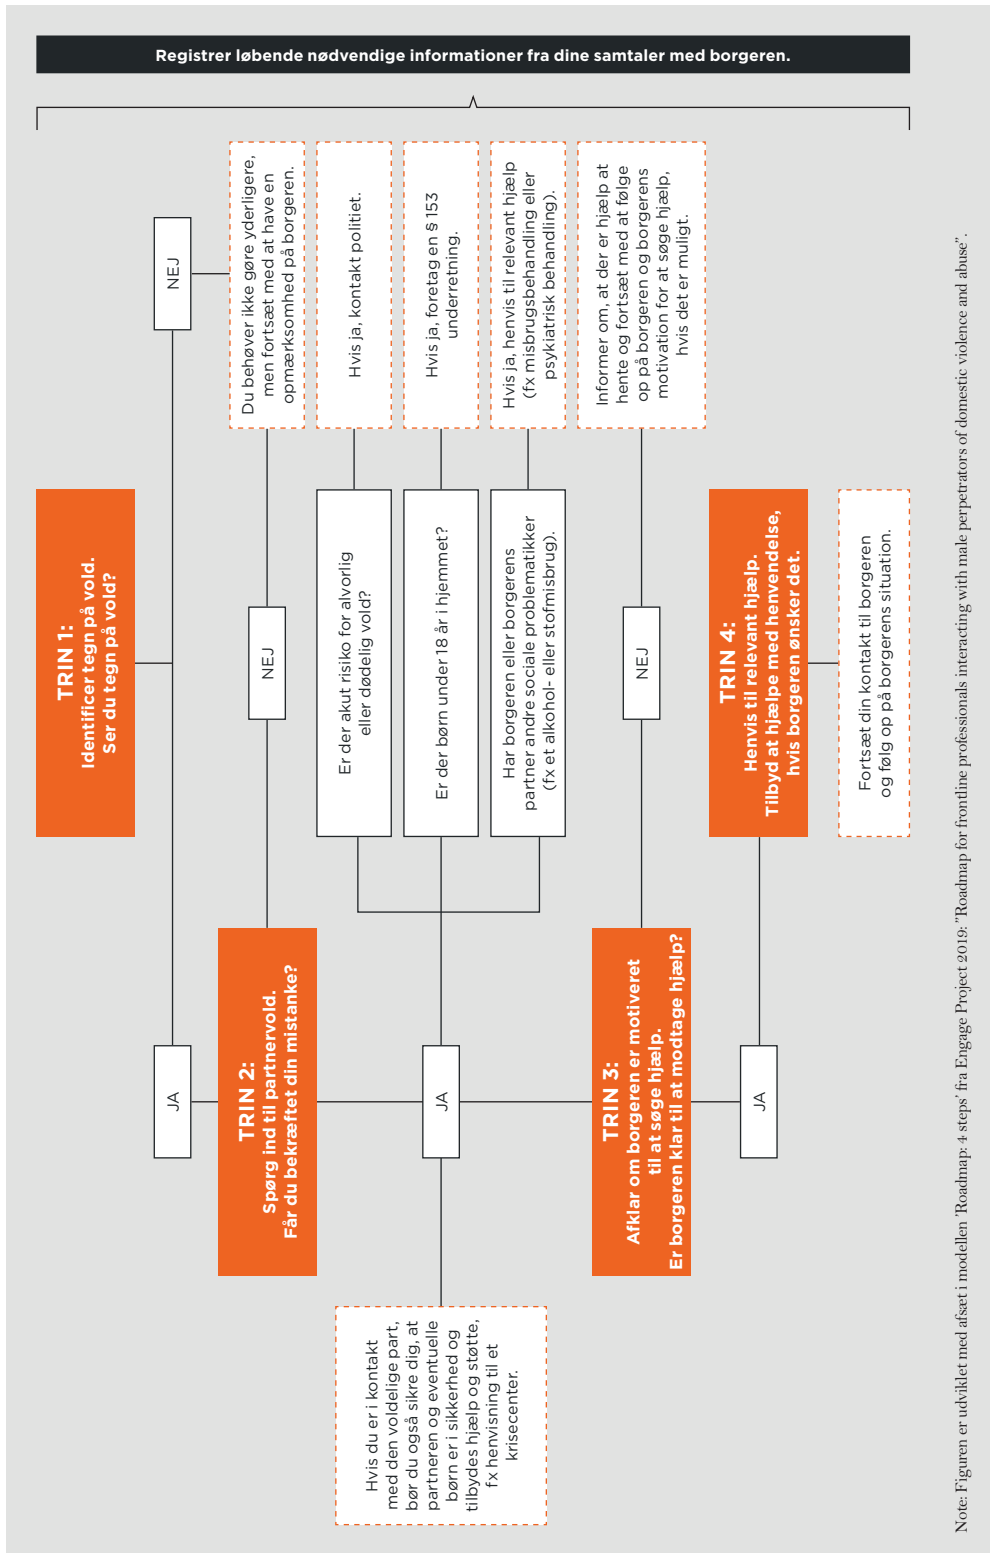 Registrer løbende nødvendige informationer fra dine samtaler med borgeren.
TRIN 1:
Identificer tegn på vold.
Ser du tegn på vold?
JA
NEJ
TRIN 2:
Spørg ind til partnervold.
Får du bekræftet din mistanke?
NEJ
Du behøver ikke gøre yderligere,
men fortsæt med at have en
opmærksomhed på borgeren.
JA
Hvis du er i kontakt
med den voldelige part,
bør du også sikre dig, at
partneren og eventuelle
børn er i sikkerhed og
tilbydes hjælp og støtte,
fx henvisning til et
krisecenter.
Er der akut risiko for alvorlig
eller dødelig vold?
Hvis ja, kontakt politiet.
Er der børn under 18 år i hjemmet?
Hvis ja, foretag en § 153
underretning.
Har borgeren eller borgerens
partner andre sociale problematikker
(fx et alkohol- eller stofmisbrug).
Hvis ja, henvis til relevant hjælp
(fx misbrugsbehandling eller
psykiatrisk behandling).
TRIN 3:
Afklar om borgeren er motiveret
til at søge hjælp.
Er borgeren klar til at modtage hjælp?
NEJ
Informer om, at der er hjælp at
hente og fortsæt med at følge
op på borgeren og borgerens
motivation for at søge hjælp,
hvis det er muligt.
JA
TRIN 4:
Henvis til relevant hjælp.
Tilbyd at hjælpe med henvendelse,
hvis borgeren ønsker det.
Fortsæt din kontakt til borgeren
og følg op på borgerens situation.
Note: Figuren er udviklet med afsæt i modellen 'Roadmap: 4 steps' fra Engage Project 2019: "Roadmap for frontline professionals interacting with male perpetrators of domestic violence and abuse".